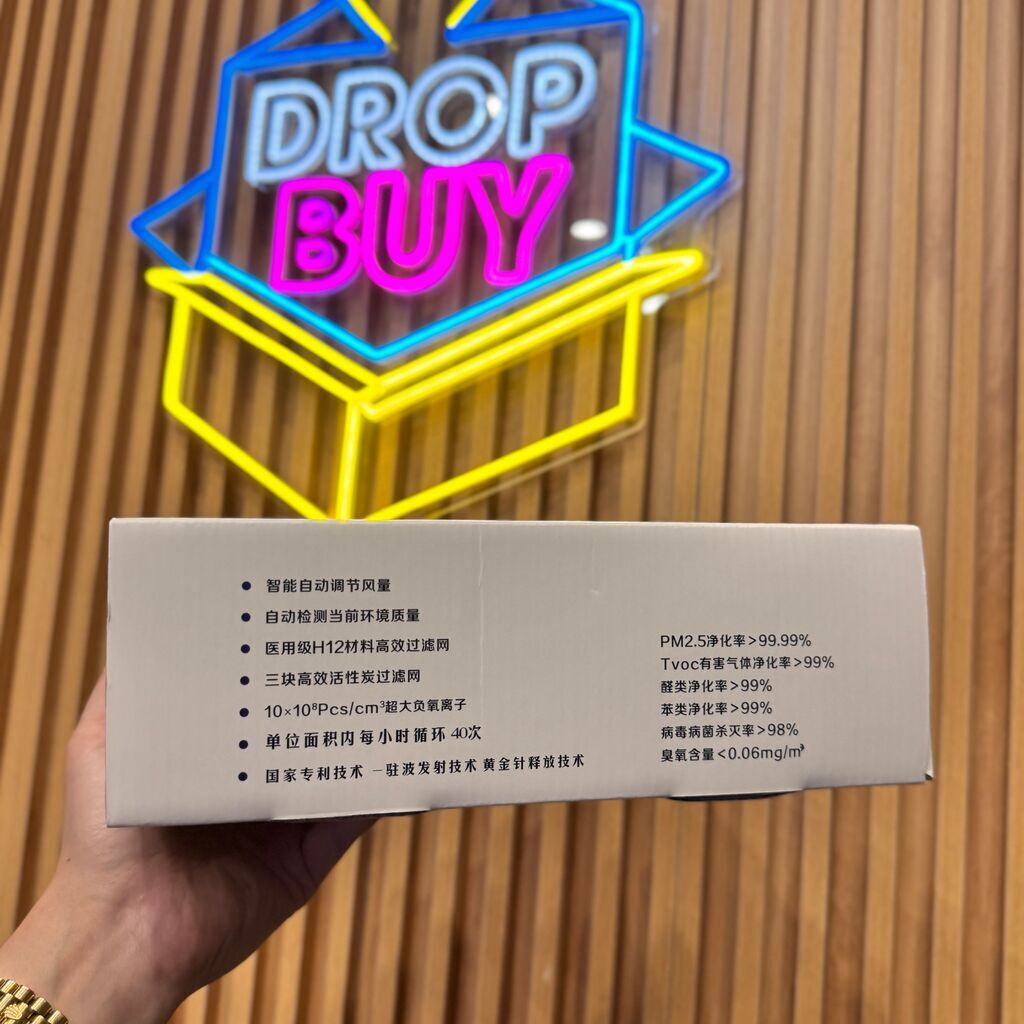 DROP
BUY
● 智能自动调节风量
● 自动检测当前环境质量
● 医用级H12材料高效过滤网
● 三块高效活性炭过滤网
● 10×10⁸Pcs/cm³超大负氧离子
● 单位面积内每小时循环40次
● 国家专利技术 一驻波发射技术 黄金针释放技术
PM2.5净化率>99.99%
Tvoc有害气体净化率>99%
醛类净化率>99%
苯类净化率>99%
病毒病菌杀灭率>98%
臭氧含量<0.06mg/m³